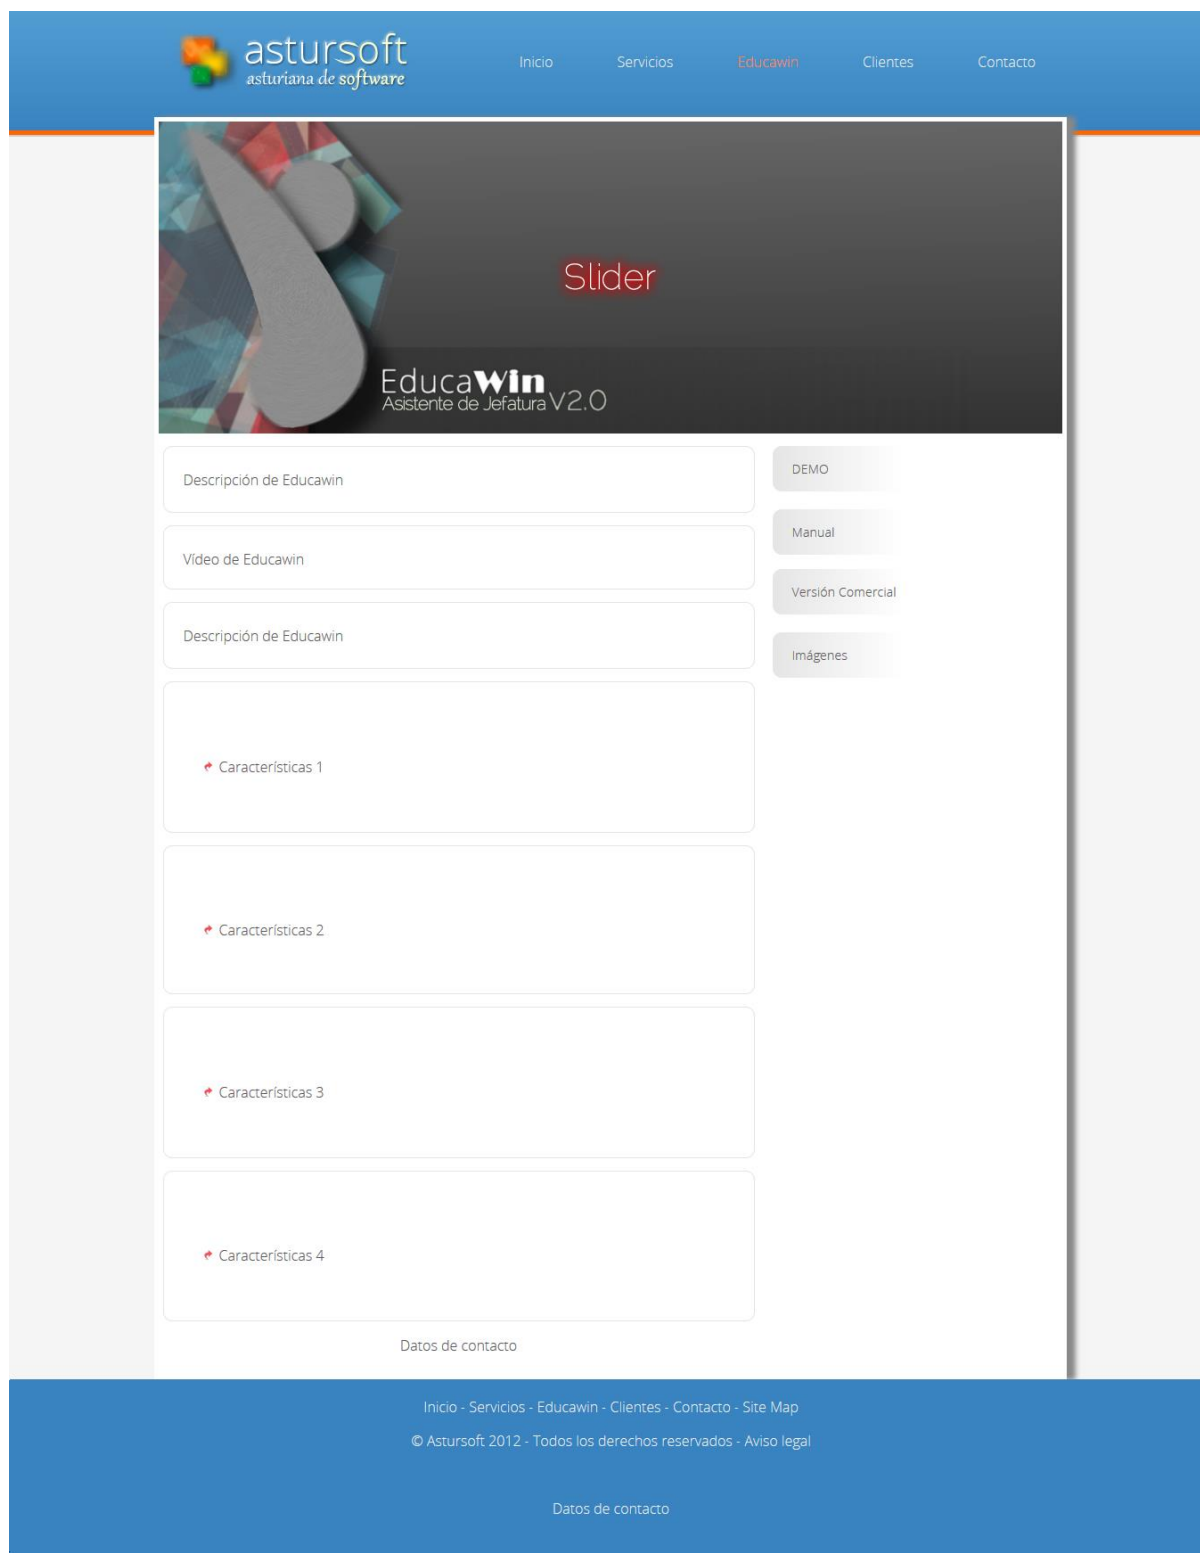 astursoft
asturiana de software
Inicio Servicios Educawin Clientes Contacto
Slider
EducaWin
Asistente de Jefatura V2.0
Descripción de Educawin
Vídeo de Educawin
Descripción de Educawin
Características 1
Características 2
Características 3
Características 4
DEMO
Manual
Versión Comercial
Imágenes
Datos de contacto
Inicio - Servicios - Educawin - Clientes - Contacto - Site Map
© Astursoft 2012 - Todos los derechos reservados - Aviso legal
Datos de contacto